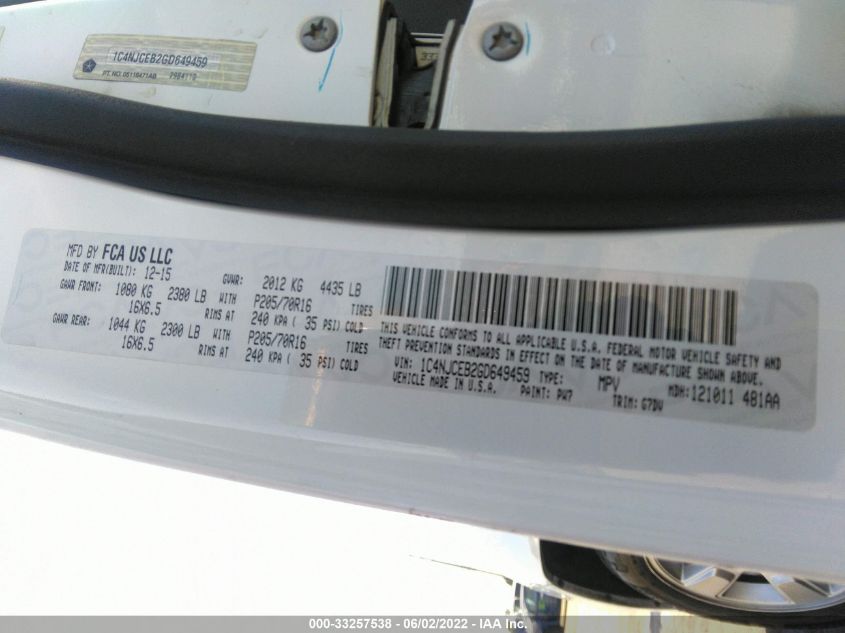 1C4NJCEB2GD649459
PT. NO. 05116471AB
33
MFD BY FCA US LLC
DATE OF MFR(BUILT): 12-15 GVWR: 2012 KG 4435 LB
GAWR FRONT: 1080 KG 2380 LB WITH P205/70R16 TIRES
16X6.5 RIMS AT 240 KPA ( 35 PSI) COLD
GAWR REAR: 1044 KG 2300 LB WITH P205/70R16 TIRES
16X6.5 RIMS AT 240 KPA ( 35 PSI) COLD
THIS VEHICLE CONFORMS TO ALL APPLICABLE U.S.A. FEDERAL MOTOR VEHICLE SAFETY AND
THEFT PREVENTION STANDARDS IN EFFECT ON THE DATE OF MANUFACTURE SHOWN ABOVE.
VIN: 1C4NJCEB2GD649459 TYPE: MPV MDH:121011 481AA
VEHICLE MADE IN U.S.A. PAINT: PW7 TRIM: G7DV
000-33257538 - 06/02/2022 - IAA Inc.